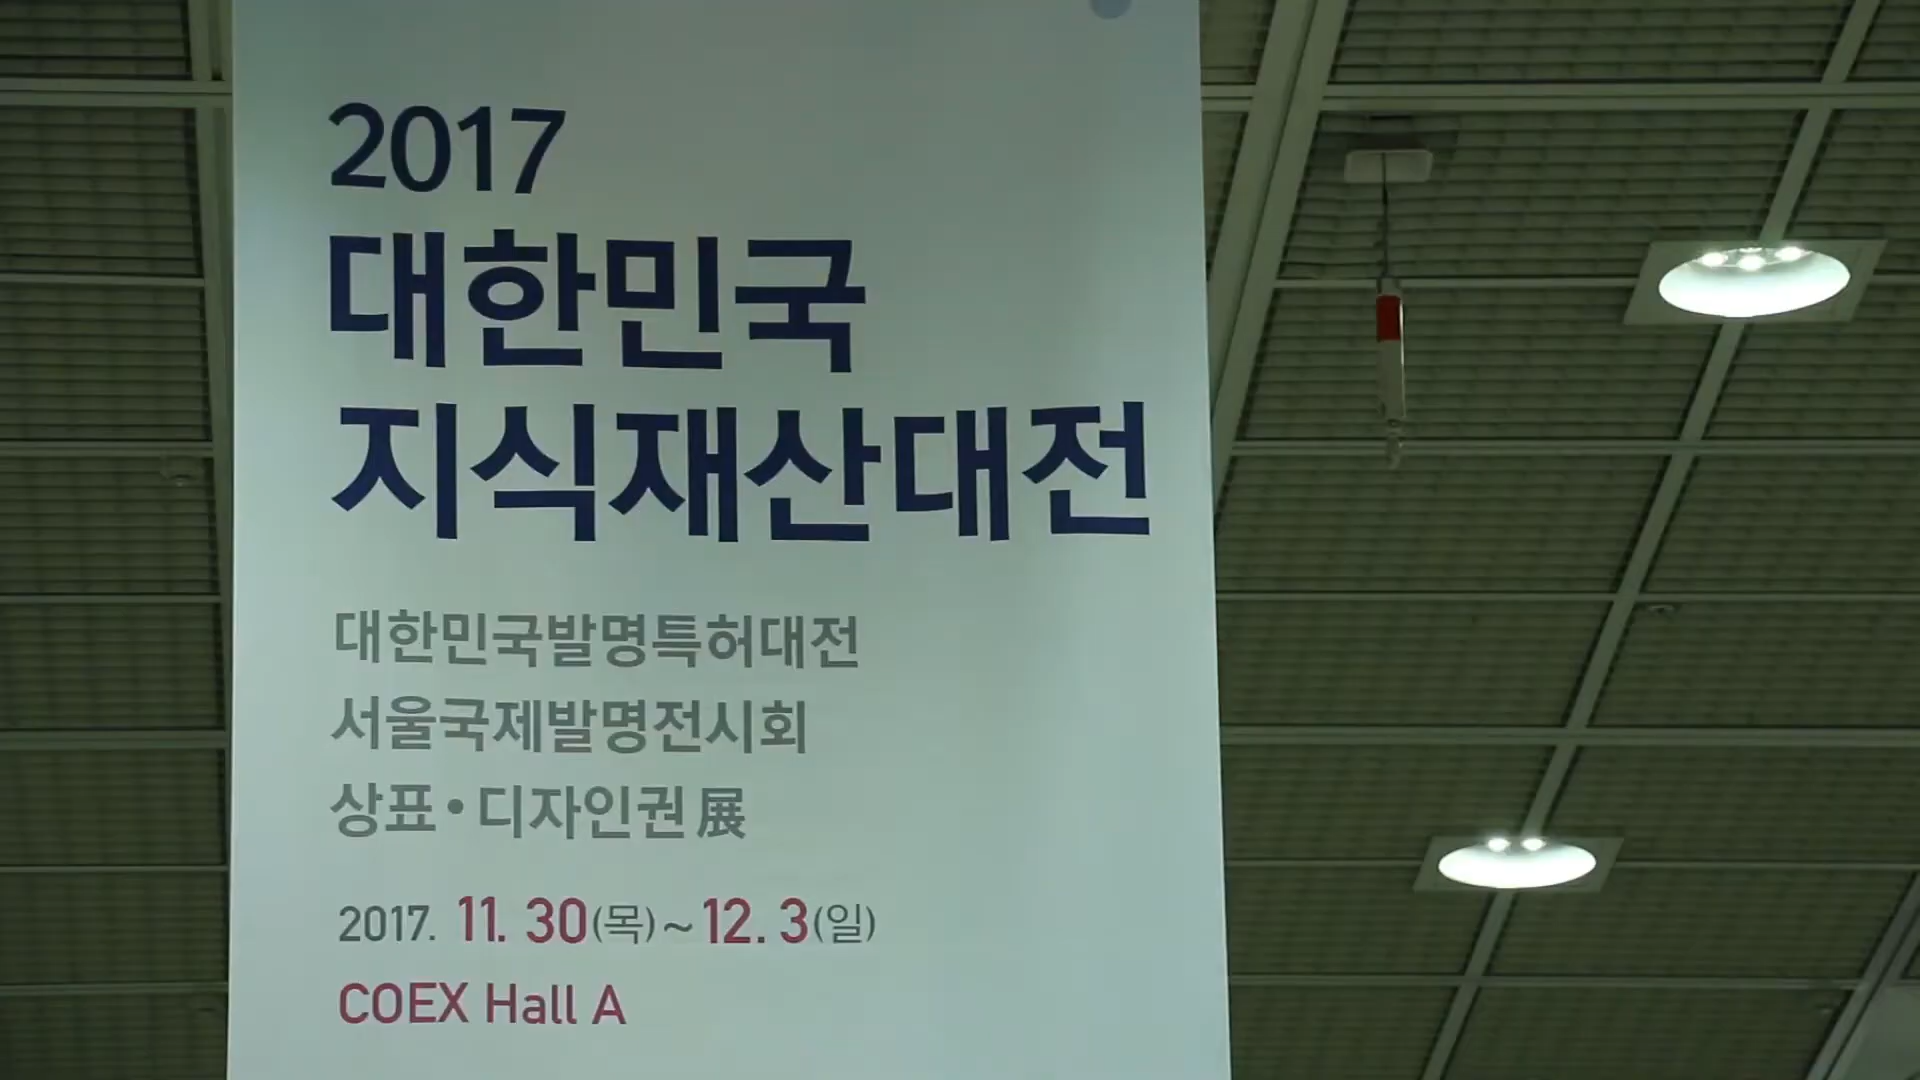 2017
대한민국
지식재산대전
대한민국발명특허대전
서울국제발명전시회
상표•디자인권 展
2017. 11. 30(목)~12. 3(일)
COEX Hall A